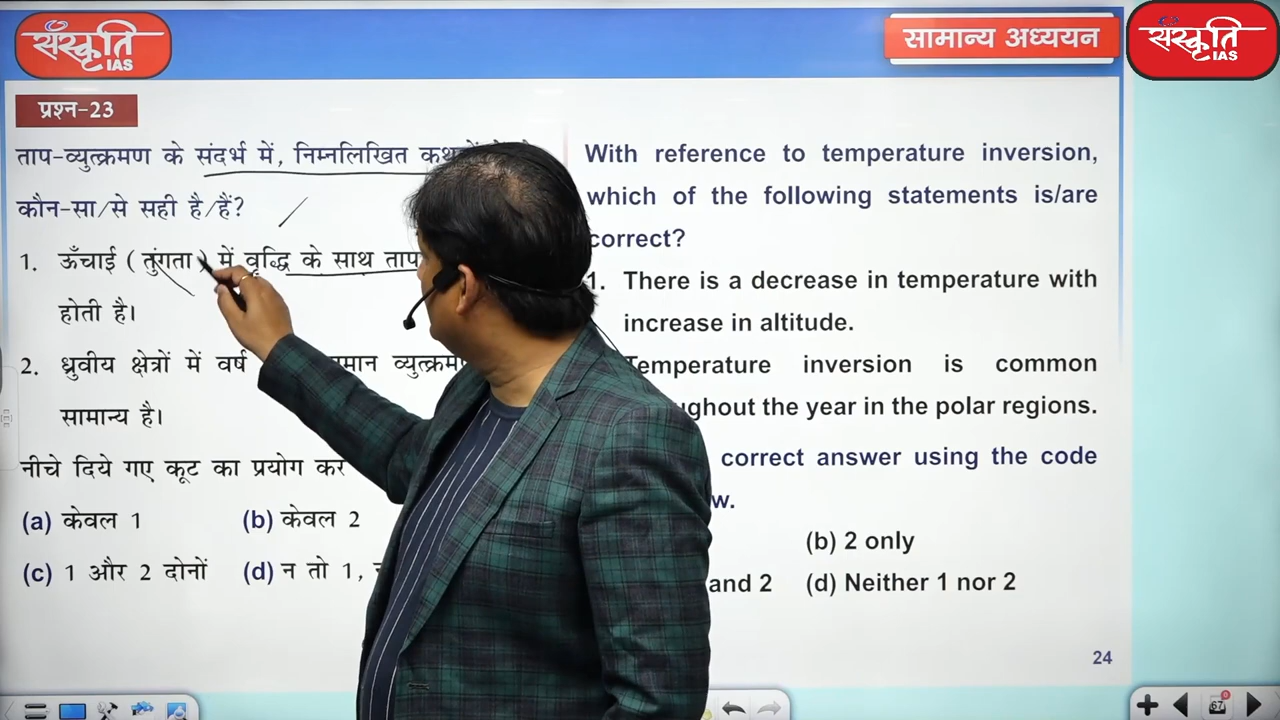 संस्कृति
IAS
सामान्य अध्ययन
संस्कृति
IAS
प्रश्न-23
ताप-व्युत्क्रमण के संदर्भ में, निम्नलिखित
कौन-सा/से सही है/हैं?
1. ऊँचाई (तुंगता) में वृद्धि के साथ ताप
होती है।
2. ध्रुवीय क्षेत्रों में वर्ष
सामान्य है।
नीचे दिये गए कूट का प्रयोग कर
(a) केवल 1 (b) केवल 2
(c) 1 और 2 दोनों (d) न तो 1,
With reference to temperature inversion,
which of the following statements is/are
correct?
1. There is a decrease in temperature with
increase in altitude.
Temperature inversion is common
the year in the polar regions.
correct answer using the code
(b) 2 only
and 2 (d) Neither 1 nor 2
24
67